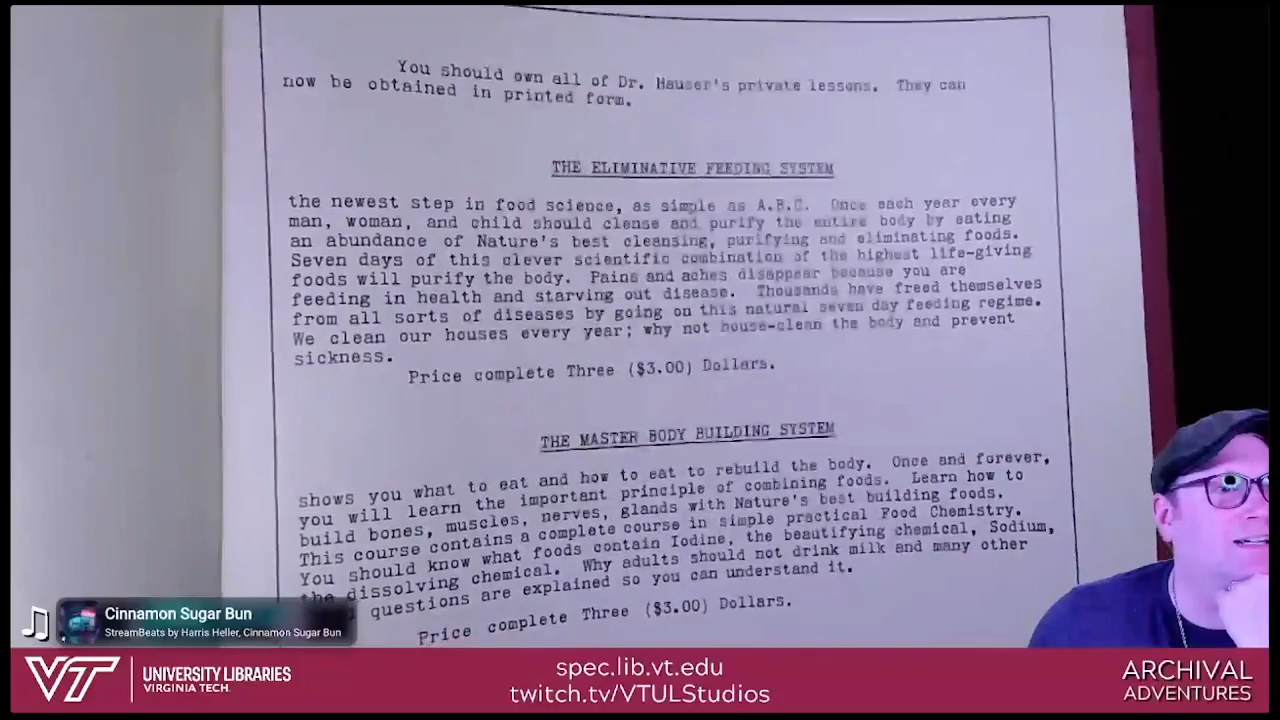 You should own all of Dr. Hauser's private lessons. They can
now be obtained in printed form.
THE ELIMINATIVE FEEDING SYSTEM
the newest step in food science, as simple as A.B.C. Once each year every
man, woman, and child should clense and purify the entire body by eating
an abundance of Nature's best cleansing, purifying and eliminating foods.
Seven days of this clever scientific combination of the highest life-giving
foods will purify the body. Pains and aches disappear because you are
feeding in health and starving out disease. Thousands have freed themselves
from all sorts of diseases by going on this natural seven day feeding regime.
We clean our houses every year; why not house-clean the body and prevent
sickness.
Price complete Three ($3.00) Dollars.
THE MASTER BODY BUILDING SYSTEM
shows you what to eat and how to eat to rebuild the body. Once and forever,
you will learn the important principle of combining foods. Learn how to
build bones, muscles, nerves, glands with Nature's best building foods.
This course contains a complete course in simple practical Food Chemistry.
You should know what foods contain Iodine, the beautifying chemical, Sodium,
the dissolving chemical. Why adults should not drink milk and many other
questions are explained so you can understand it.
Price complete Three ($3.00) Dollars.
Cinnamon Sugar Bun
StreamBeats by Harris Heller, Cinnamon Sugar Bun
VT
UNIVERSITY LIBRARIES
VIRGINIA TECH
spec.lib.vt.edu
twitch.tv/VTULStudios
ARCHIVAL
ADVENTURES